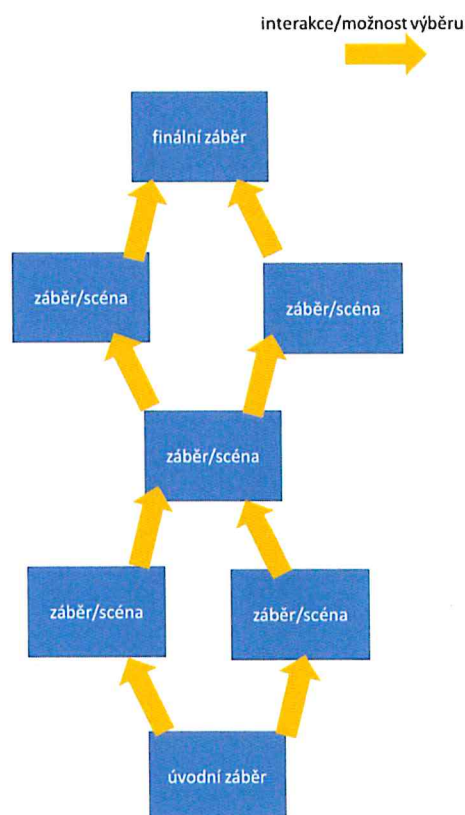 interakce/možnost výběru
finální záběr
záběr/scéna
záběr/scéna
záběr/scéna
záběr/scéna
záběr/scéna
úvodní záběr